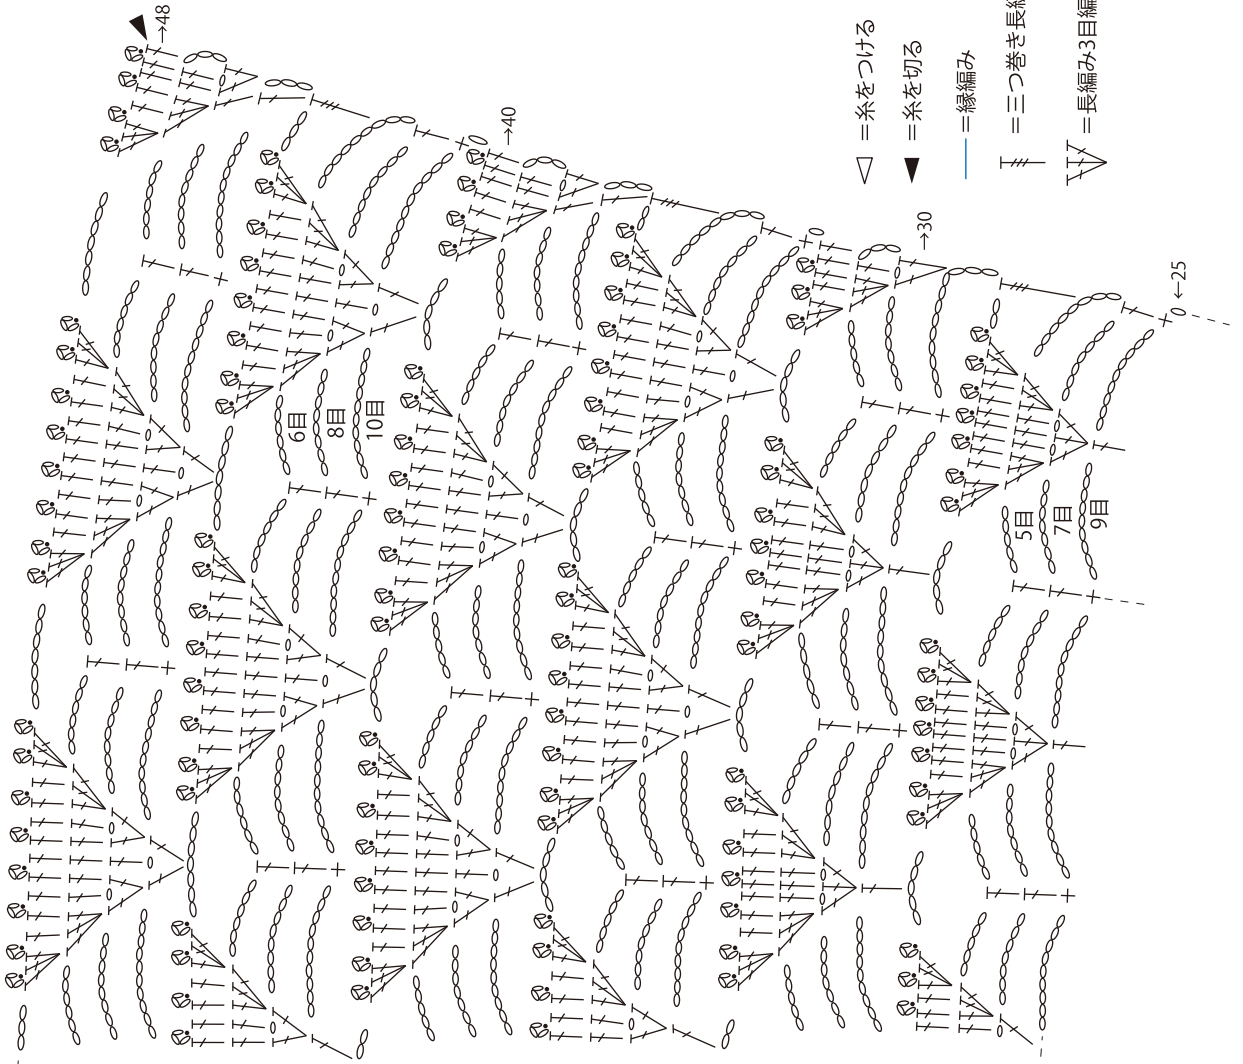 →48
→40
→30
←25
6目
8目
10目
5目
7目
9目
=糸をつける
=糸を切る
=縁編み
=三つ巻き長編
=長編み3目編